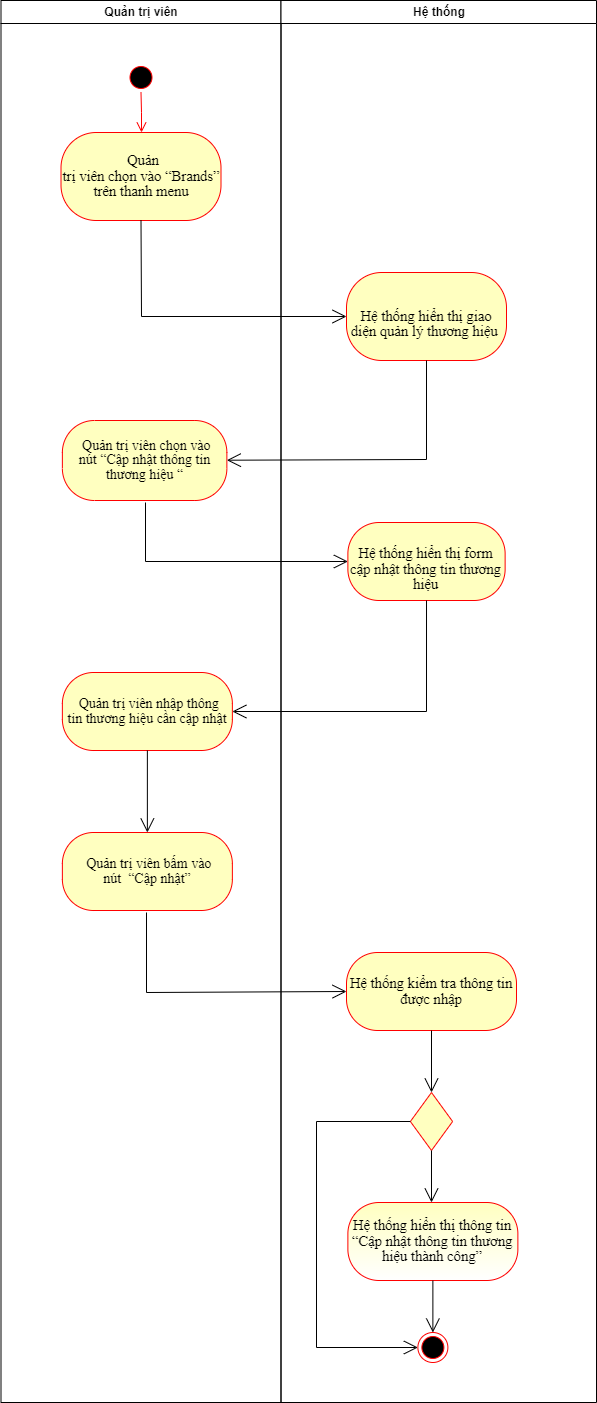 Quản trị viên
Hệ thống
Quản
trị viên chọn vào “Brands”
trên thanh menu
Hệ thống hiển thị giao
diện quản lý thương hiệu
Quản trị viên chọn vào
nút “Cập nhật thông tin
thương hiệu “
Hệ thống hiển thị form
cập nhật thông tin thương
hiệu
Quản trị viên nhập thông
tin thương hiệu cần cập nhật
Quản trị viên bấm vào
nút “Cập nhật”
Hệ thống kiểm tra thông tin
được nhập
Hệ thống hiển thị thông tin
“Cập nhật thông tin thương
hiệu thành công”